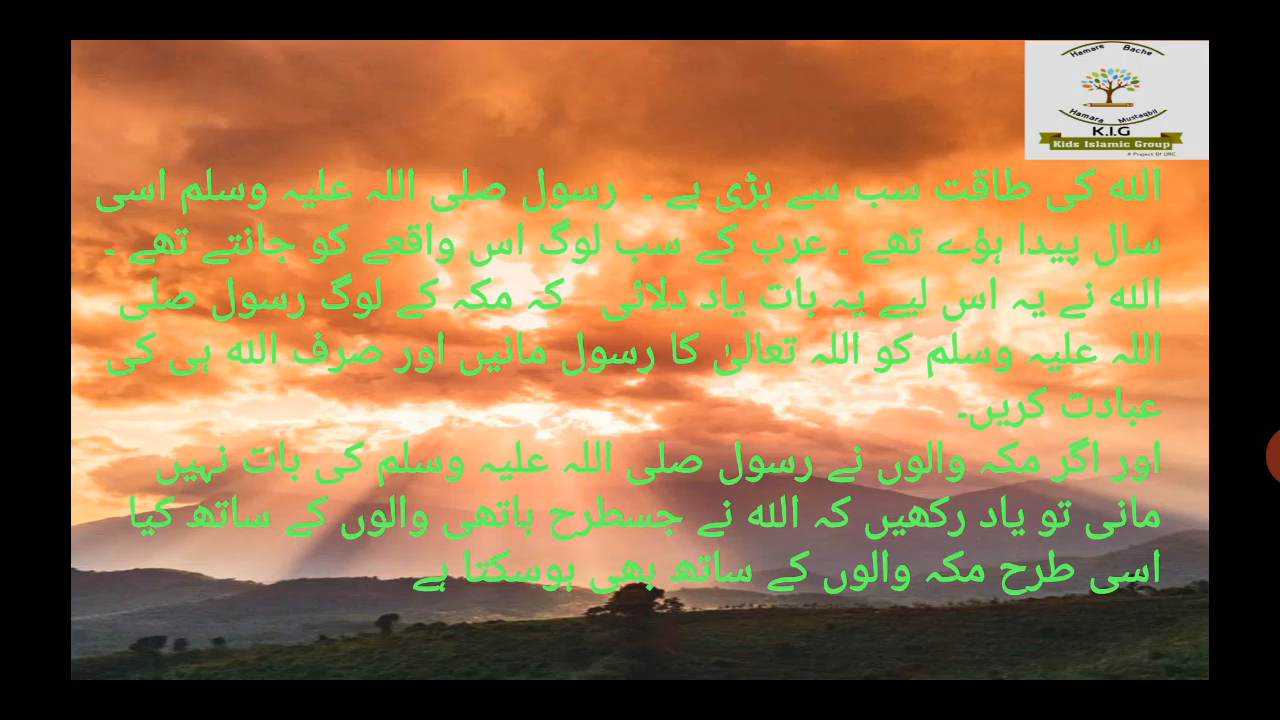 Hamare Bache
Hamara Mustaqbil
K.I.G
Kids Islamic Group
A Project Of URC
الله کی طاقت سب سے بڑی ہے ۔ رسول صلی اللہ علیہ وسلم اسی
سال پیدا ہؤے تھے ۔ عرب کے سب لوگ اس واقعے کو جانتے تھے ۔
الله نے یہ اس لیے یہ بات یاد دلائی کہ مکہ کے لوگ رسول صلی
اللہ علیہ وسلم کو اللہ تعالیٰ کا رسول مانیں اور صرف الله ہی کی
عبادت کریں۔
اور اگر مکہ والوں نے رسول صلی اللہ علیہ وسلم کی بات نہیں
مانی تو یاد رکھیں کہ الله نے جسطرح ہاتھی والوں کے ساتھ کیا
اسی طرح مکہ والوں کے ساتھ بھی ہوسکتا ہے